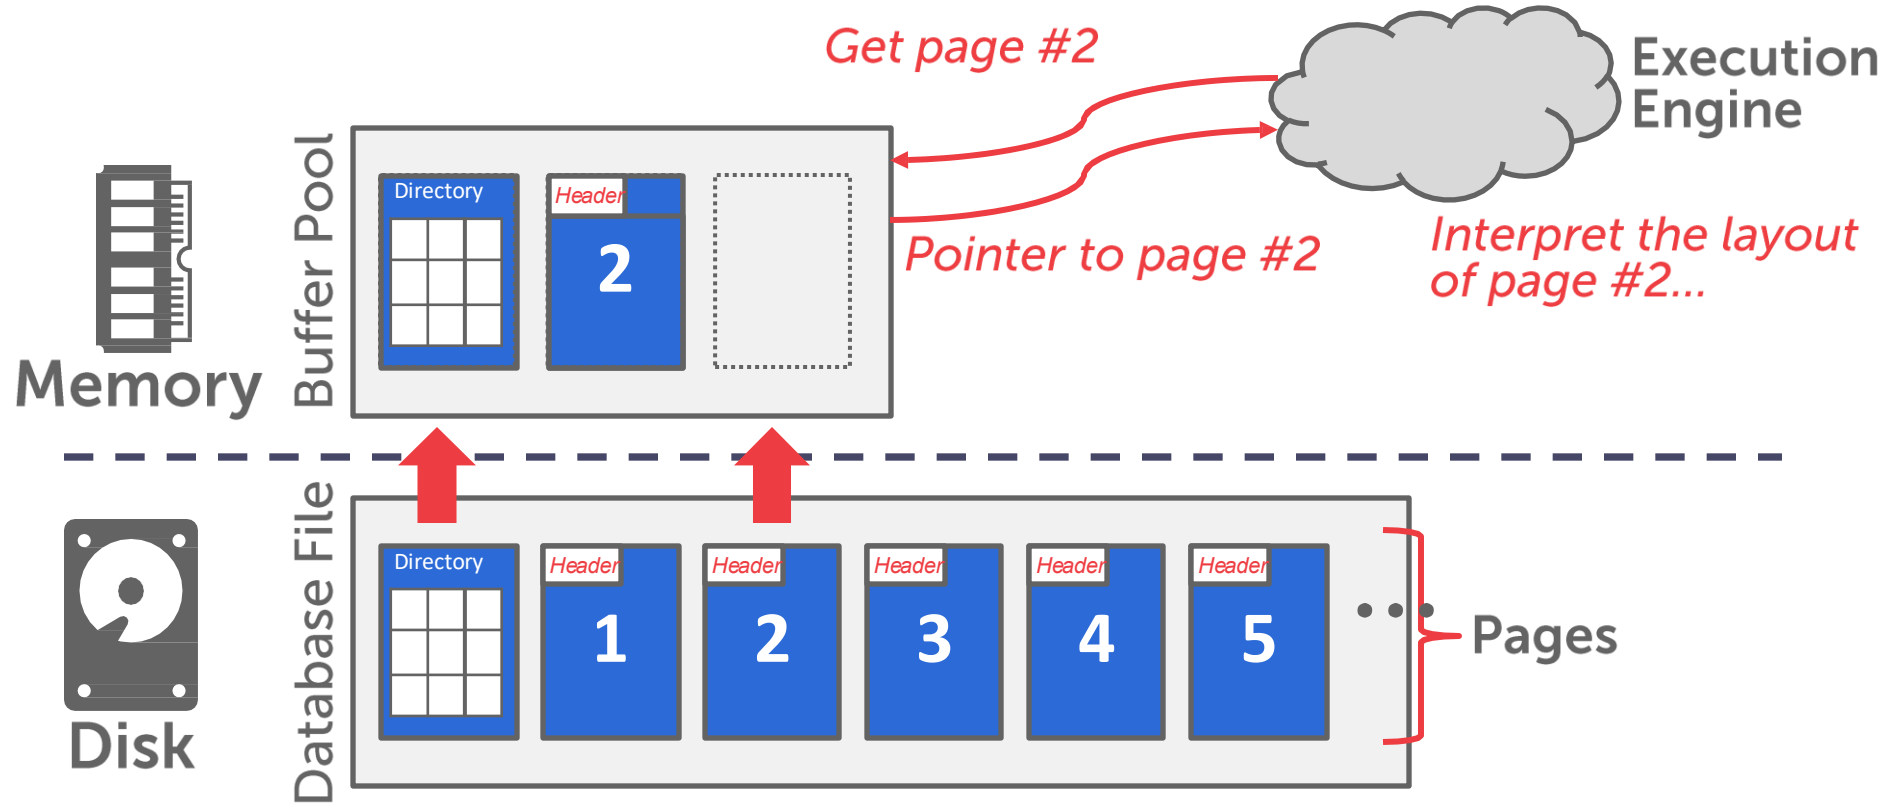 Get page #2
Execution
Engine
Buffer Pool
Directory
Header
2
Pointer to page #2
Interpret the layout
of page #2...
Memory
Database File
Directory
Header
1
Header
2
Header
3
Header
4
Header
5
Pages
Disk